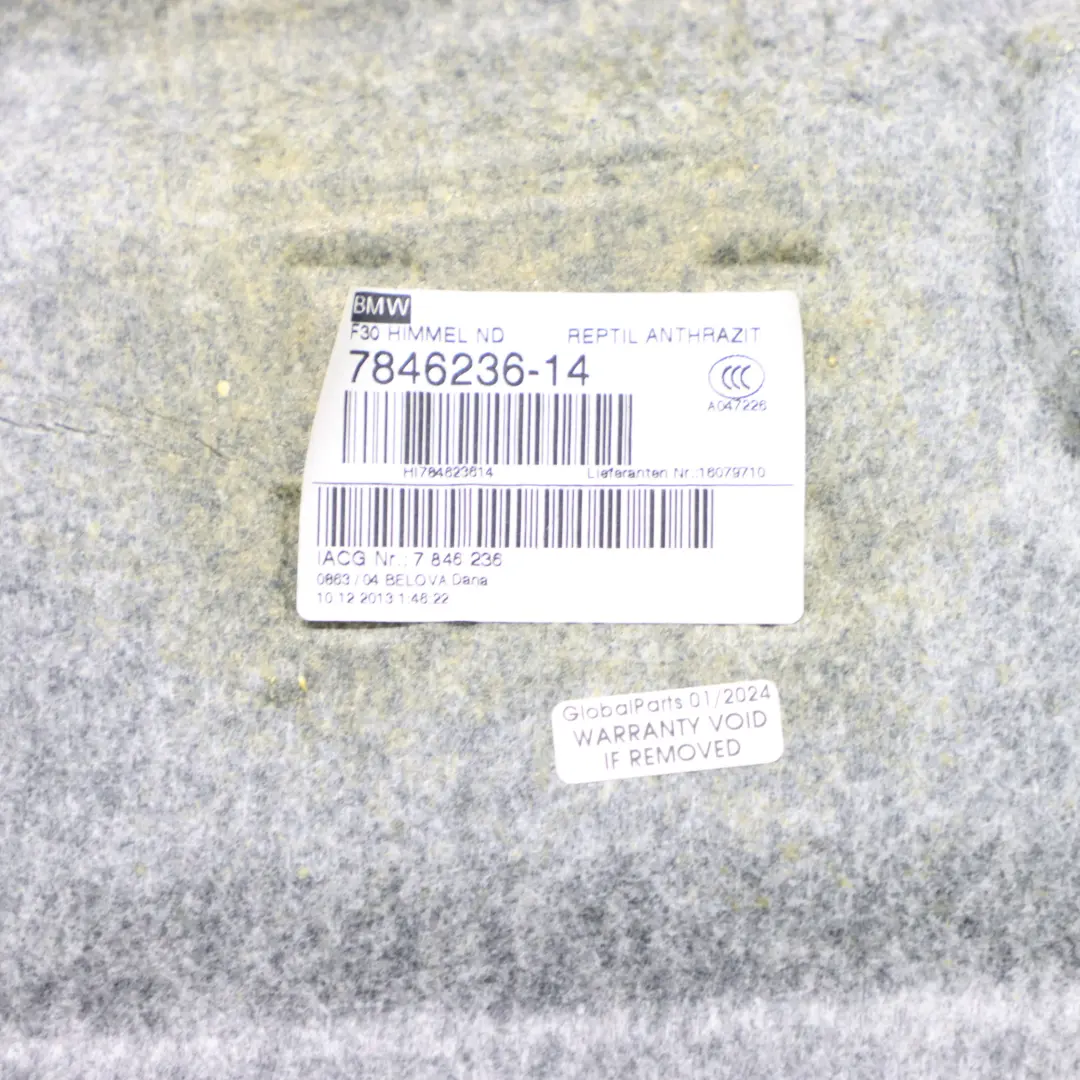 BMW
F30 HIMMEL ND REPTIL ANTHRAZIT
7846236-14
CCC
A047226
HI784623614 Lieferanten Nr.:16079710
IACG Nr.: 7 846 236
0863 / 04 BELOVA Dana
10.12.2013 1:46:22
GlobalParts 01/2024
WARRANTY VOID
IF REMOVED